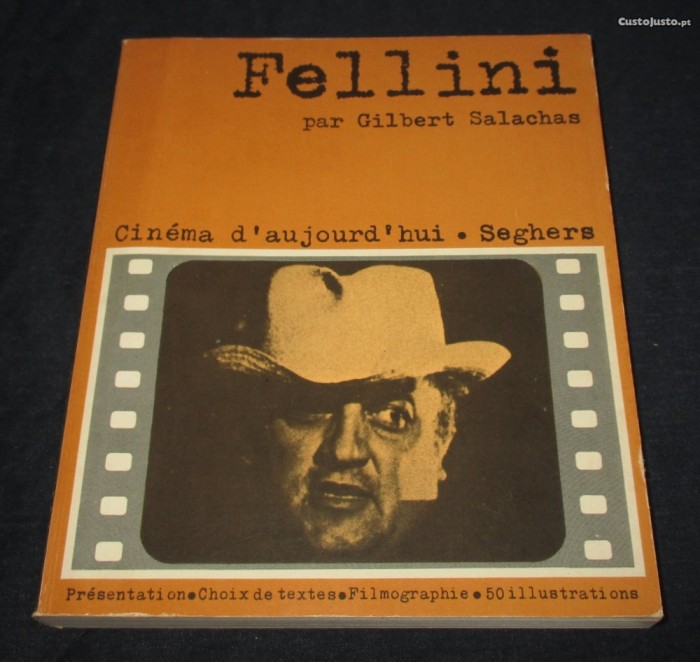 CustoJusto.pt
Fellini
par Gilbert Salachas
Cinéma d'aujourd'hui • Seghers
Présentation•Choix de textes•Filmographie•50 illustrations